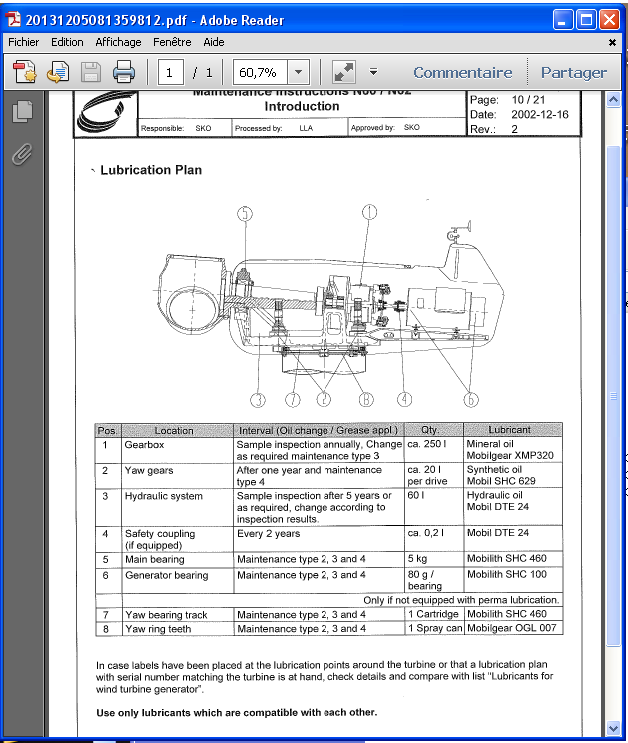 20131205081359812.pdf - Adobe Reader
Fichier Edition Affichage Fenêtre Aide
1 / 1 60,7% Commentaire Partager
Maintenance Instructions N60 / N62
Introduction
Page: 10 / 21
Date: 2002-12-16
Rev.: 2
Responsible: SKO Processed by: LLA Approved by: SKO
Lubrication Plan
5 1
3 7 2 8 4 6
Pos. Location Interval (Oil change / Grease appl.) Qty. Lubricant
1 Gearbox Sample inspection annually, Change ca. 250 l Mineral oil
as required maintenance type 3 Mobilgear XMP320
2 Yaw gears After one year and maintenance ca. 20 l Synthetic oil
type 4 per drive Mobil SHC 629
3 Hydraulic system Sample inspection after 5 years or 60 l Hydraulic oil
as required, change according to Mobil DTE 24
inspection results.
4 Safety coupling Every 2 years ca. 0,2 l Mobil DTE 24
(if equipped)
5 Main bearing Maintenance type 2, 3 and 4 5 kg Mobilith SHC 460
6 Generator bearing Maintenance type 2, 3 and 4 80 g / Mobilith SHC 100
bearing
Only if not equipped with perma lubrication.
7 Yaw bearing track Maintenance type 2, 3 and 4 1 Cartridge Mobilith SHC 460
8 Yaw ring teeth Maintenance type 2, 3 and 4 1 Spray can Mobilgear OGL 007
In case labels have been placed at the lubrication points around the turbine or that a lubrication plan
with serial number matching the turbine is at hand, check details and compare with list "Lubricants for
wind turbine generator".
Use only lubricants which are compatible with each other.